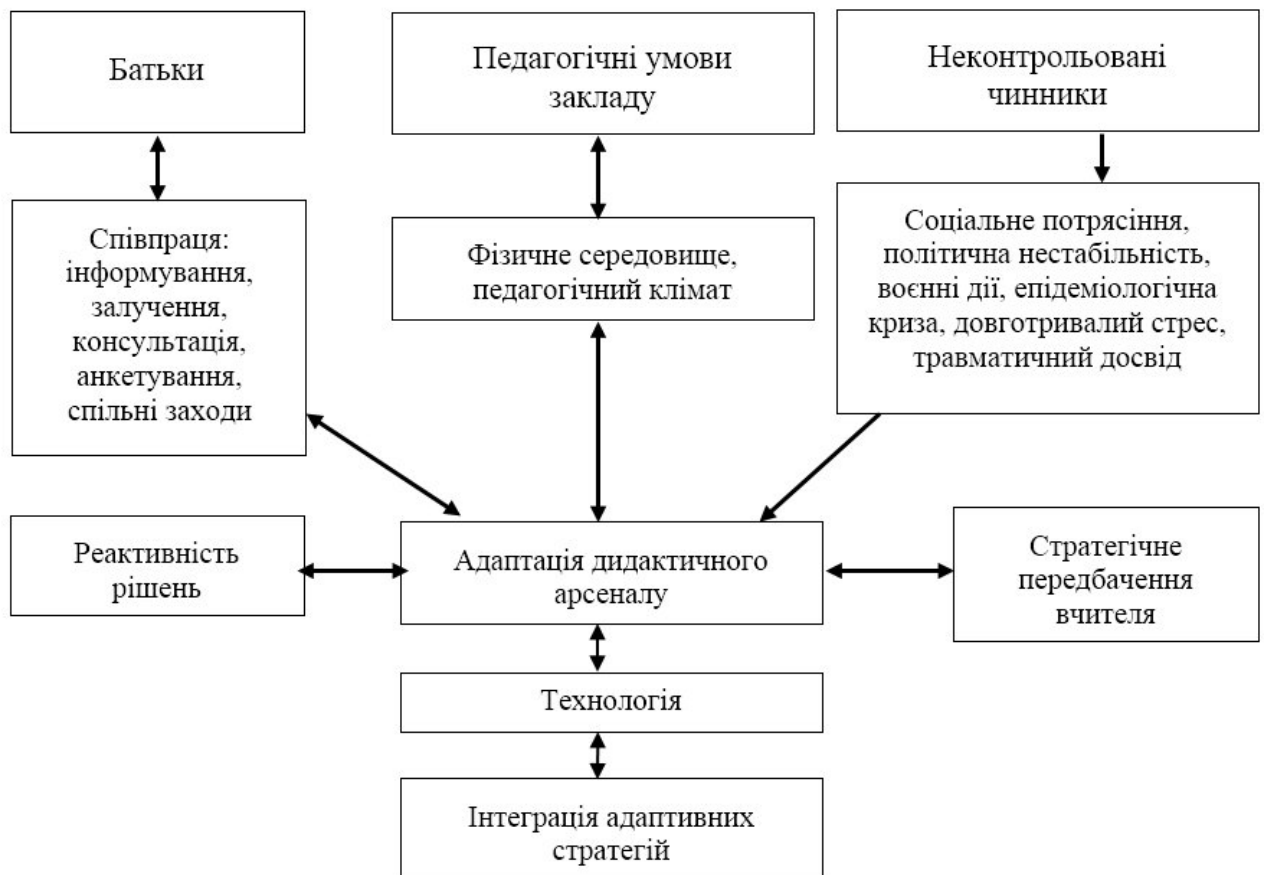 Батьки
Педагогічні умови
закладу
Неконтрольовані
чинники
Співпраця:
інформування,
залучення,
консультація,
анкетування,
спільні заходи
Фізичне середовище,
педагогічний клімат
Соціальне потрясіння,
політична нестабільність,
воєнні дії, епідеміологічна
криза, довготривалий стрес,
травматичний досвід
Реактивність
рішень
Адаптація дидактичного
арсеналу
Стратегічне
передбачення
вчителя
Технологія
Інтеграція адаптивних
стратегій